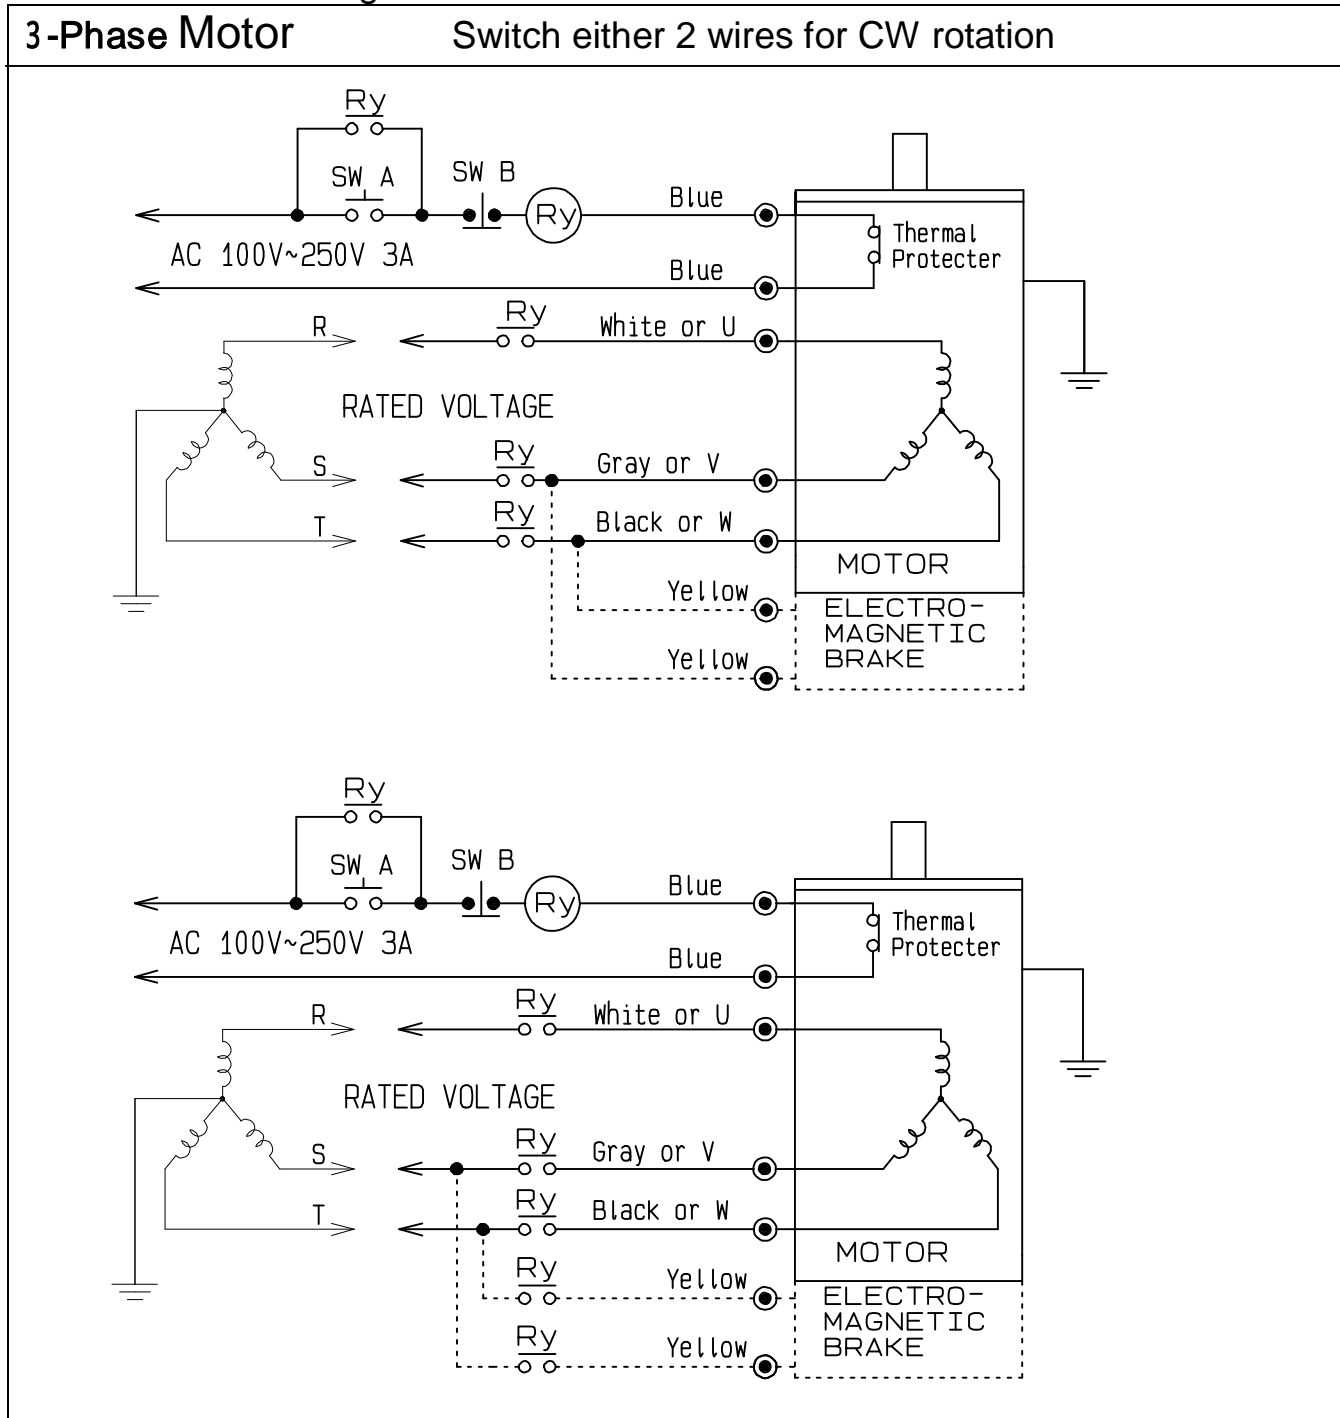 3-Phase Motor Switch either 2 wires for CW rotation
Ry
SW A
SW B
Ry
Blue
Thermal
Protecter
AC 100V~250V 3A
Blue
R
Ry
White or U
RATED VOLTAGE
S
Ry
Gray or V
T
Ry
Black or W
MOTOR
Yellow
ELECTRO-
MAGNETIC
BRAKE
Yellow
Ry
SW A
SW B
Ry
Blue
Thermal
Protecter
AC 100V~250V 3A
Blue
R
Ry
White or U
RATED VOLTAGE
S
Ry
Gray or V
T
Ry
Black or W
MOTOR
Ry
Yellow
ELECTRO-
MAGNETIC
BRAKE
Ry
Yellow